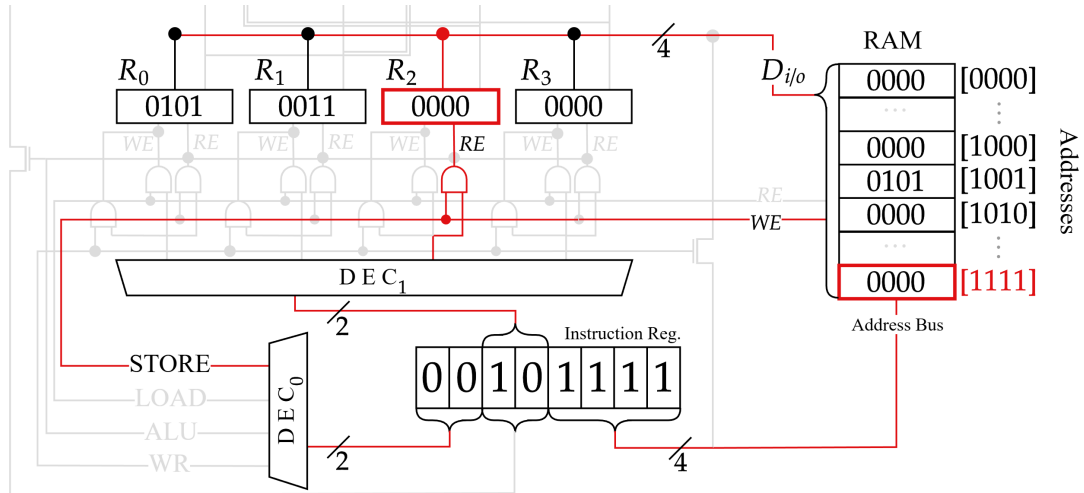 4
RAM
R0 R1 R2 R3 Di/o
0101 0011 0000 0000
0000 [0000]
... ⋮
WE RE WE RE WE RE WE RE
0000 [1000]
0101 [1001]
RE
0000 [1010]
WE
Addresses
... ⋮
DEC1
0000 [1111]
2
Address Bus
Instruction Reg.
STORE
0 0 1 0 1 1 1 1
LOAD
DEC0
ALU
WR
2
4